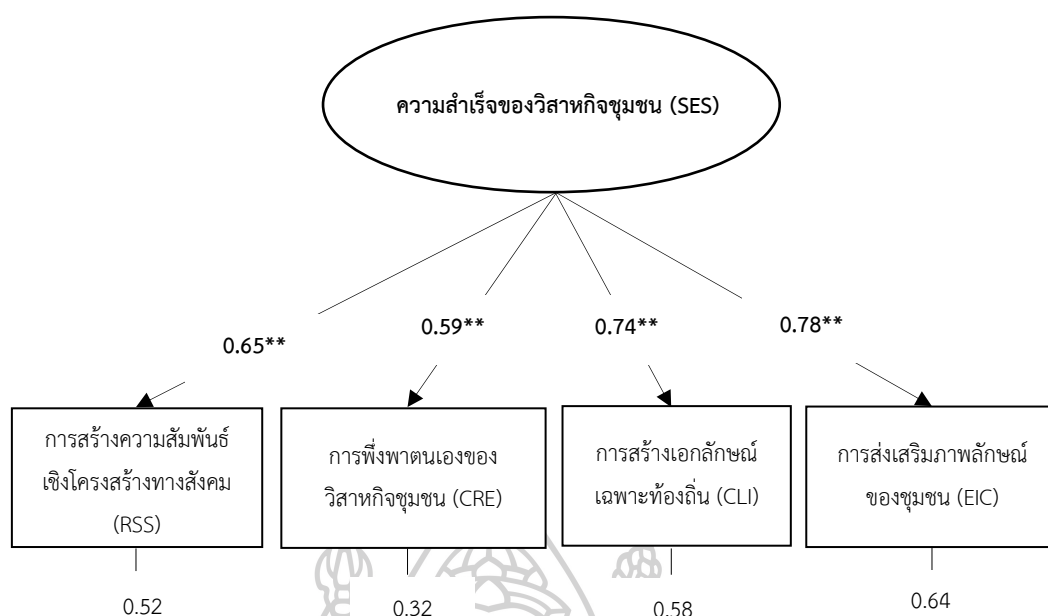 ความสำเร็จของวิสาหกิจชุมชน (SES)
0.65**
0.59**
0.74**
0.78**
การสร้างความสัมพันธ์
เชิงโครงสร้างทางสังคม
(RSS)
การพึ่งพาตนเองของ
วิสาหกิจชุมชน (CRE)
การสร้างเอกลักษณ์
เฉพาะท้องถิ่น (CLI)
การส่งเสริมภาพลักษณ์
ของชุมชน (EIC)
0.52
0.32
0.58
0.64